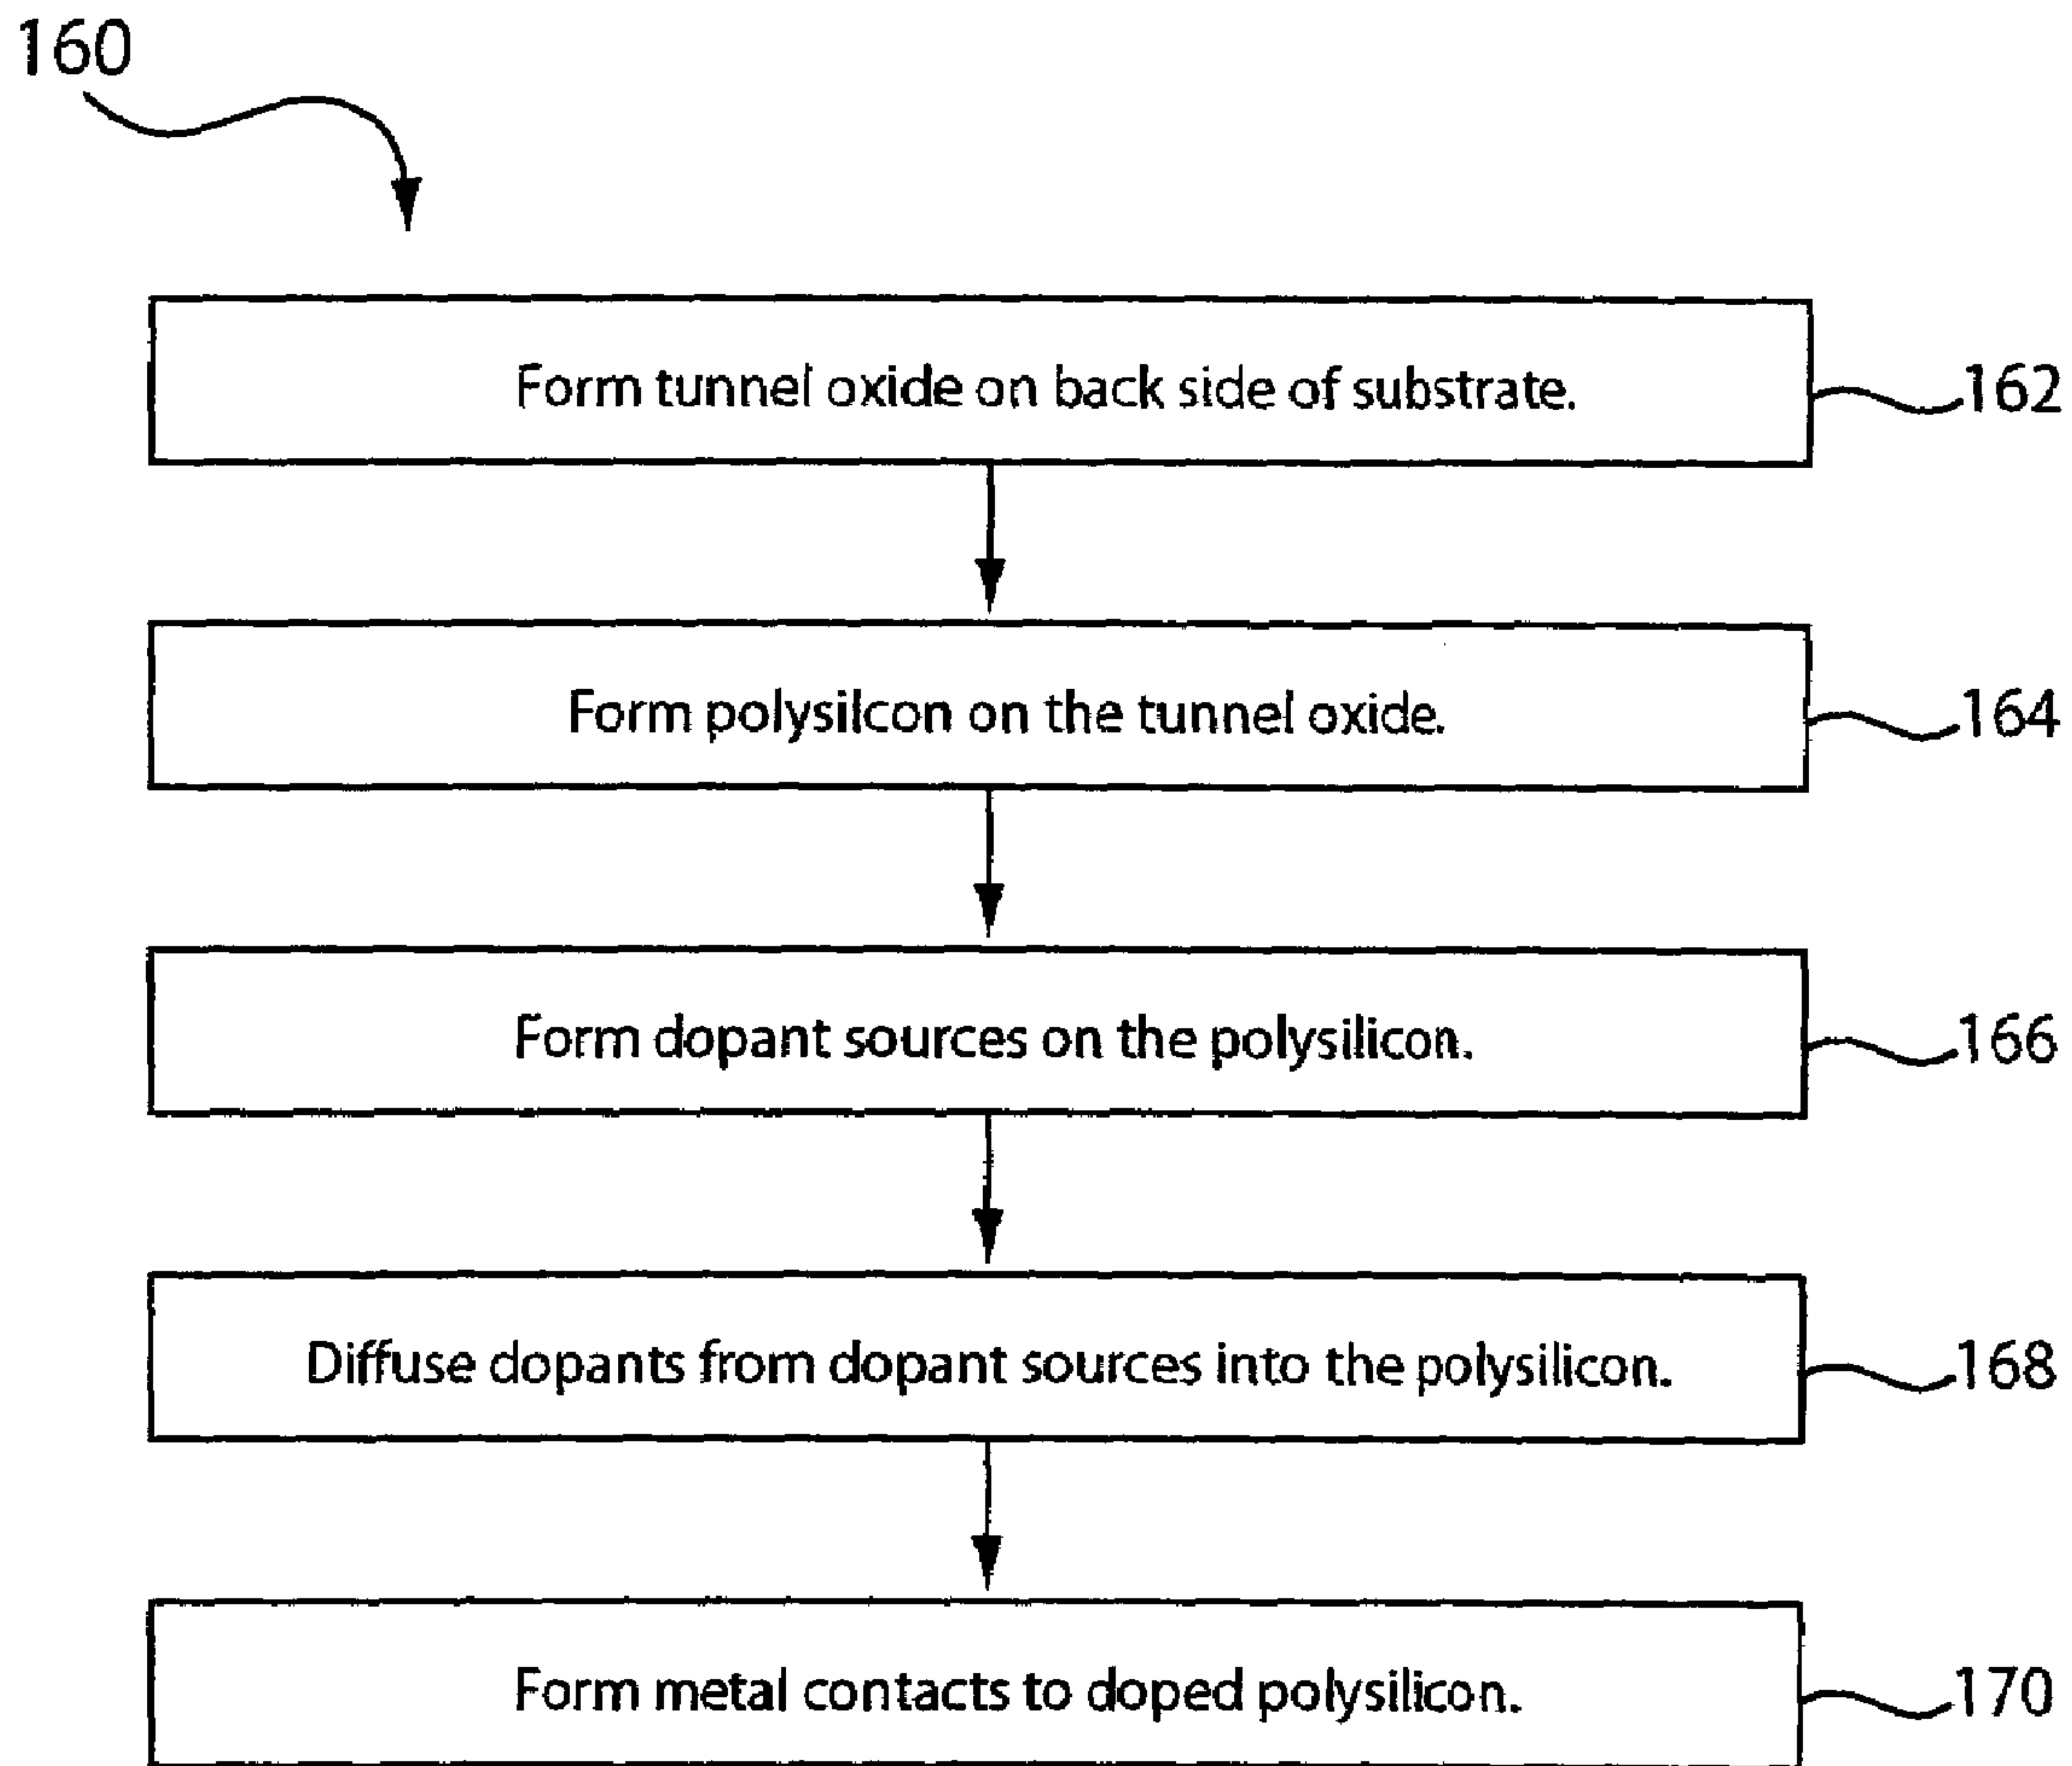 160
Form tunnel oxide on back side of substrate.
162
Form polysilcon on the tunnel oxide.
164
Form dopant sources on the polysilicon.
166
Diffuse dopants from dopant sources into the polysilicon.
168
Form metal contacts to doped polysilicon.
170